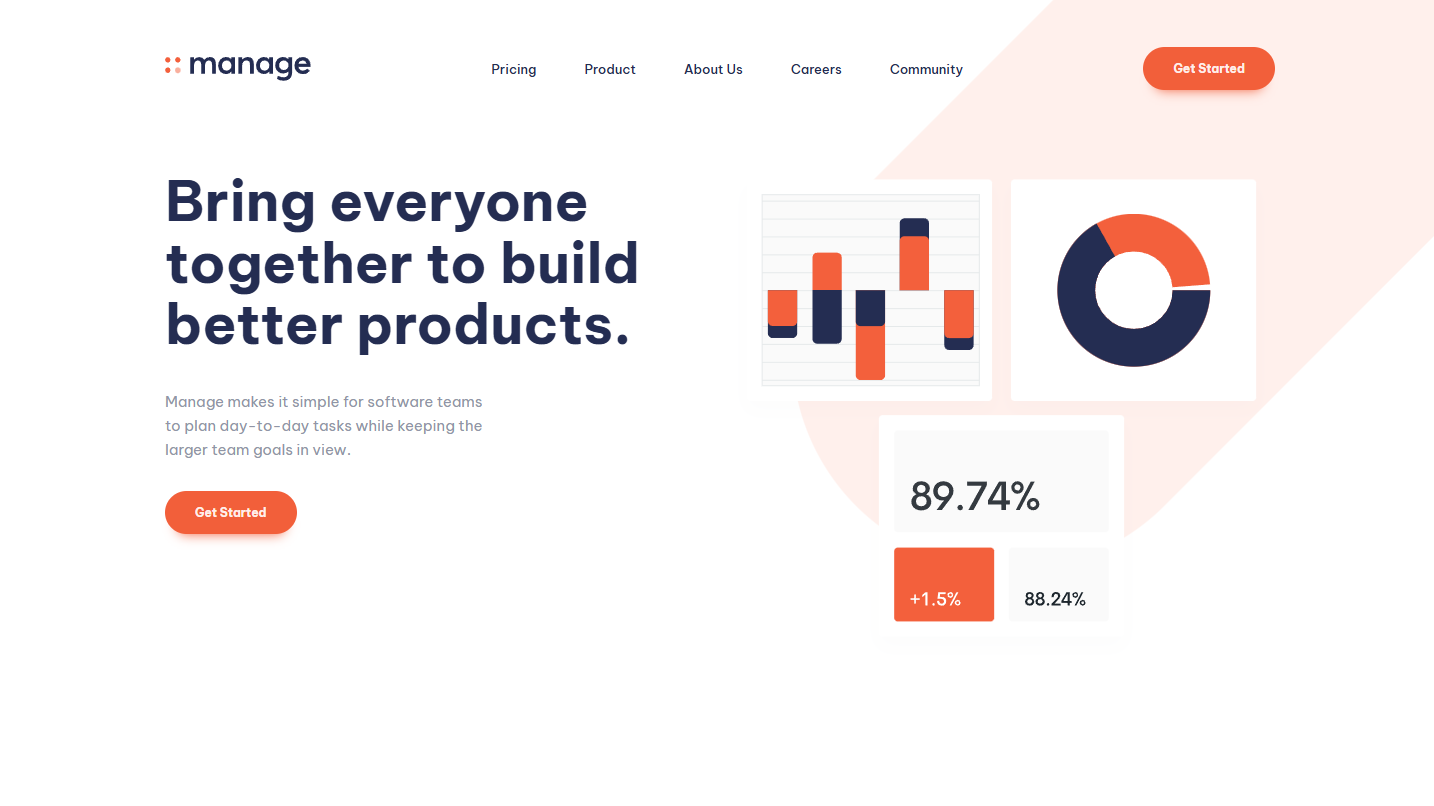 manage
Pricing
Product
About Us
Careers
Community
Get Started
Bring everyone
together to build
better products.
Manage makes it simple for software teams
to plan day-to-day tasks while keeping the
larger team goals in view.
Get Started
89.74%
+1.5%
88.24%